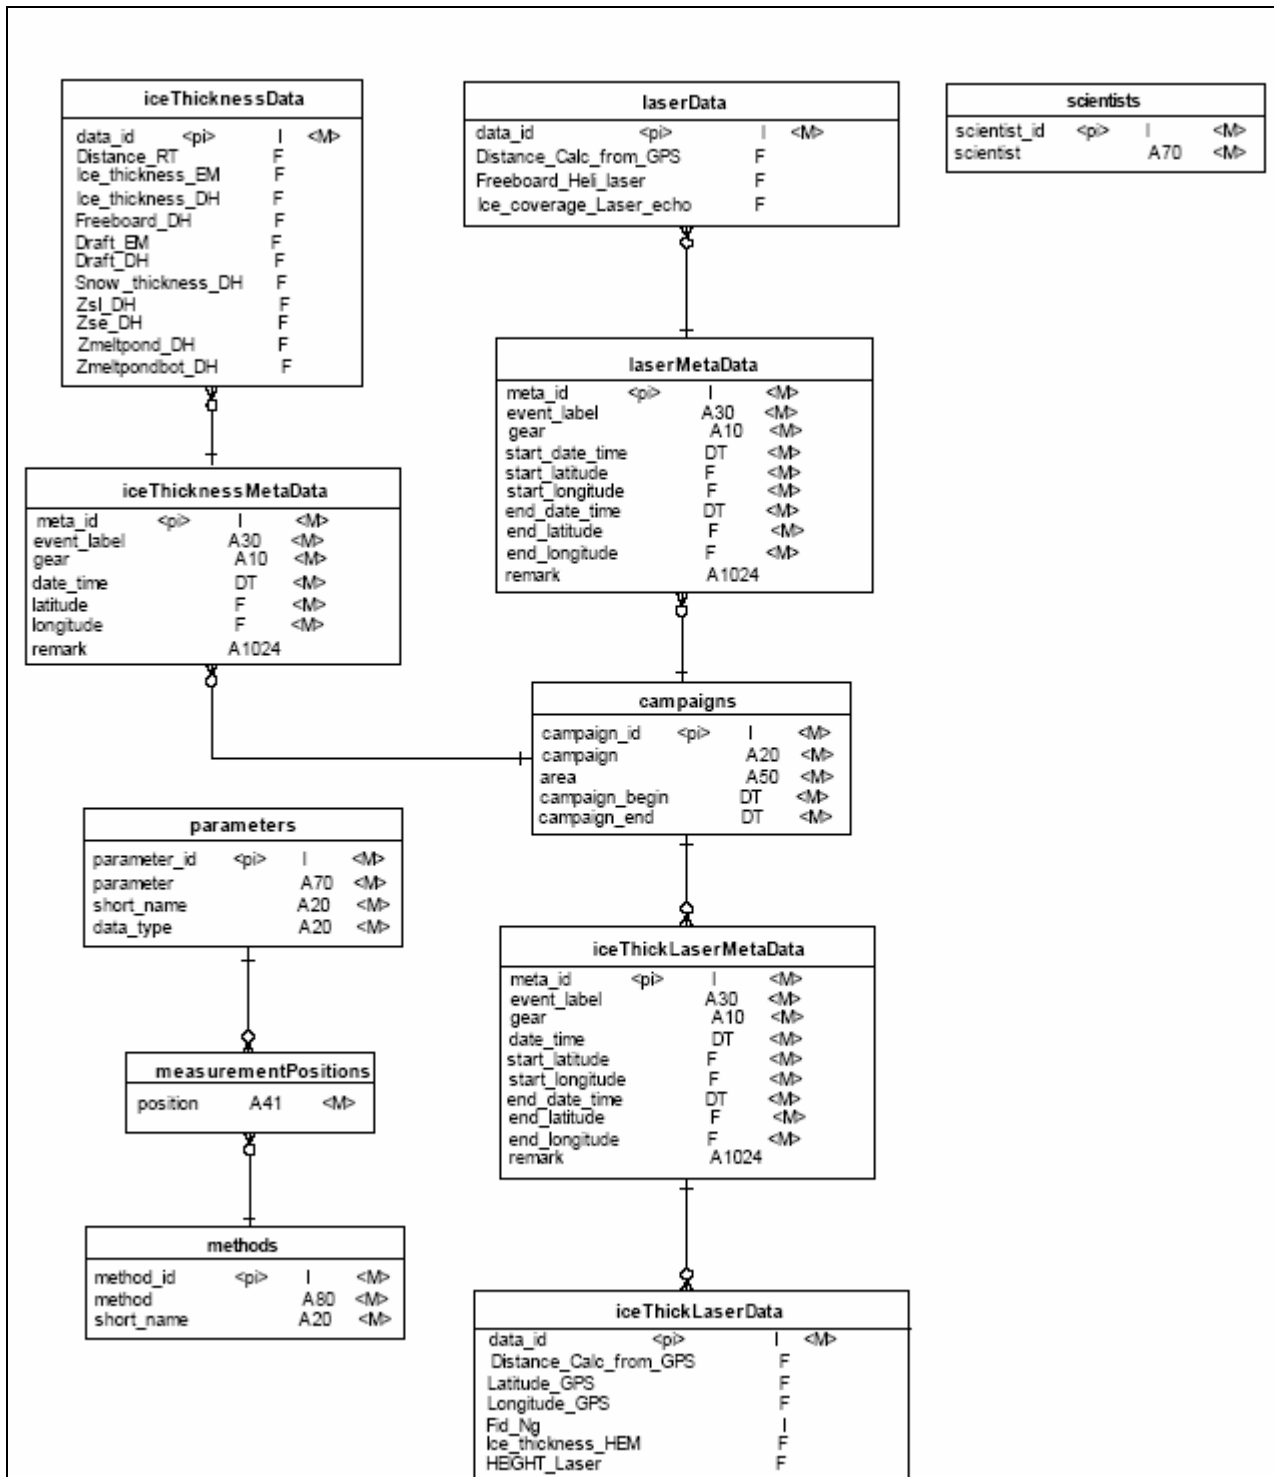 iceThicknessData
data_id <pi> I <M>
Distance_RT F
Ice_thickness_EM F
Ice_thickness_DH F
Freeboard_DH F
Draft_EM F
Draft_DH F
Snow_thickness_DH F
Zsl_DH F
Zse_DH F
Zmeltpond_DH F
Zmeltpondbot_DH F
laserData
data_id <pi> I <M>
Distance_Calc_from_GPS F
Freeboard_Heli_laser F
Ice_coverage_Laser_echo F
scientists
scientist_id <pi> I <M>
scientist A70 <M>
laserMetaData
meta_id <pi> I <M>
event_label A30 <M>
gear A10 <M>
start_date_time DT <M>
start_latitude F <M>
start_longitude F <M>
end_date_time DT <M>
end_latitude F <M>
end_longitude F <M>
remark A1024
iceThicknessMetaData
meta_id <pi> I <M>
event_label A30 <M>
gear A10 <M>
date_time DT <M>
latitude F <M>
longitude F <M>
remark A1024
campaigns
campaign_id <pi> I <M>
campaign A20 <M>
area A50 <M>
campaign_begin DT <M>
campaign_end DT <M>
parameters
parameter_id <pi> I <M>
parameter A70 <M>
short_name A20 <M>
data_type A20 <M>
iceThickLaserMetaData
meta_id <pi> I <M>
event_label A30 <M>
gear A10 <M>
date_time DT <M>
start_latitude F <M>
start_longitude F <M>
end_date_time DT <M>
end_latitude F <M>
end_longitude F <M>
remark A1024
measurementPositions
position A41 <M>
methods
method_id <pi> I <M>
method A80 <M>
short_name A20 <M>
iceThickLaserData
data_id <pi> I <M>
Distance_Calc_from_GPS F
Latitude_GPS F
Longitude_GPS F
Fid_Ng I
Ice_thickness_HEM F
HEIGHT_Laser F